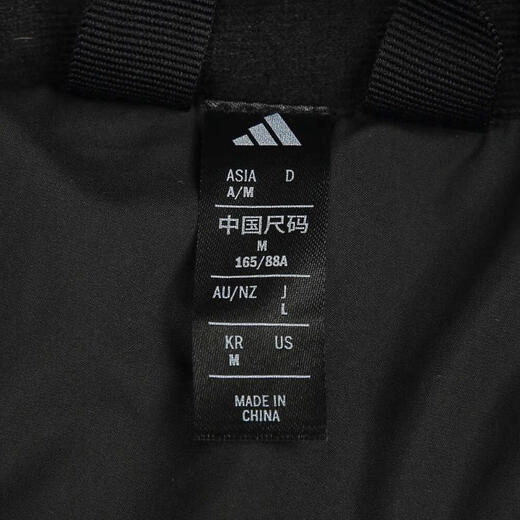 ASIA D
A/M
中国尺码
M
165/88A
AU/NZ J
L
KR US
M
MADE IN
CHINA